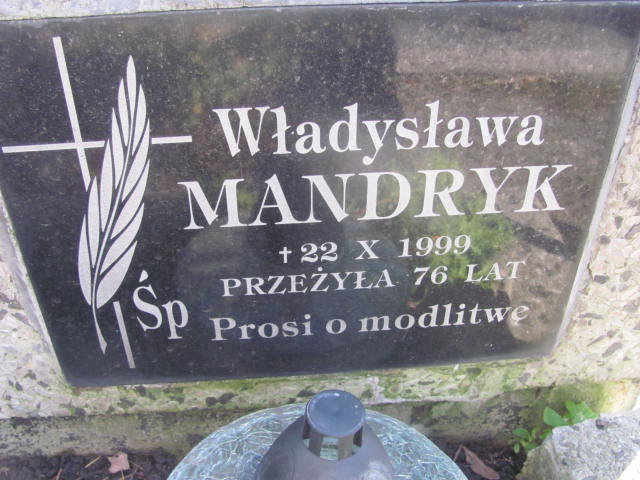 Władysława
MANDRYK
† 22 X 1999
PRZEŻYŁA 76 LAT
Śp
Prosi o modlitwę